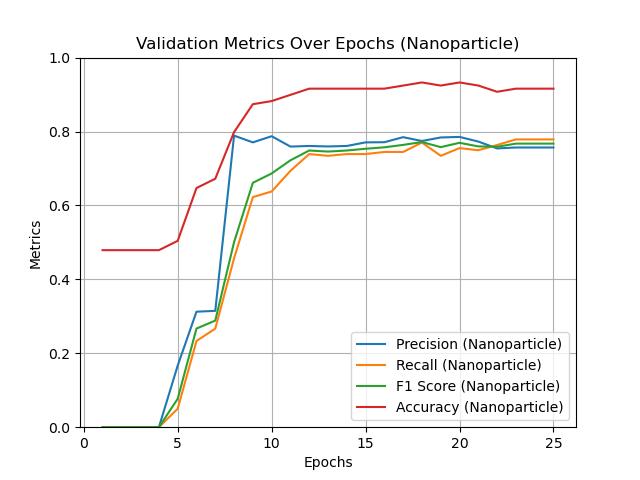 Validation Metrics Over Epochs (Nanoparticle)
1.0
0.8
0.6
0.4
0.2
0.0
Metrics
0 5 10 15 20 25
Epochs
Precision (Nanoparticle)
Recall (Nanoparticle)
F1 Score (Nanoparticle)
Accuracy (Nanoparticle)